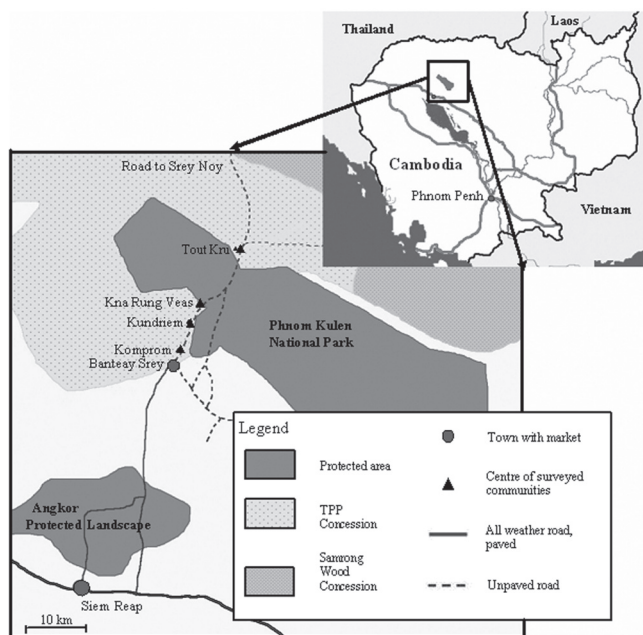 Thailand
Laos
Cambodia
Phnom Penh
Vietnam
Road to Srey Noy
Tout Kru
Kna Rung Veas
Kundriem
Komprom
Banteay Srey
Phnom Kulen
National Park
Angkor
Protected Landscape
Siem Reap
10 km
Legend
Protected area
TPP
Concession
Samrong
Wood
Concession
Town with market
Centre of surveyed
communities
All weather road,
paved
Unpaved road